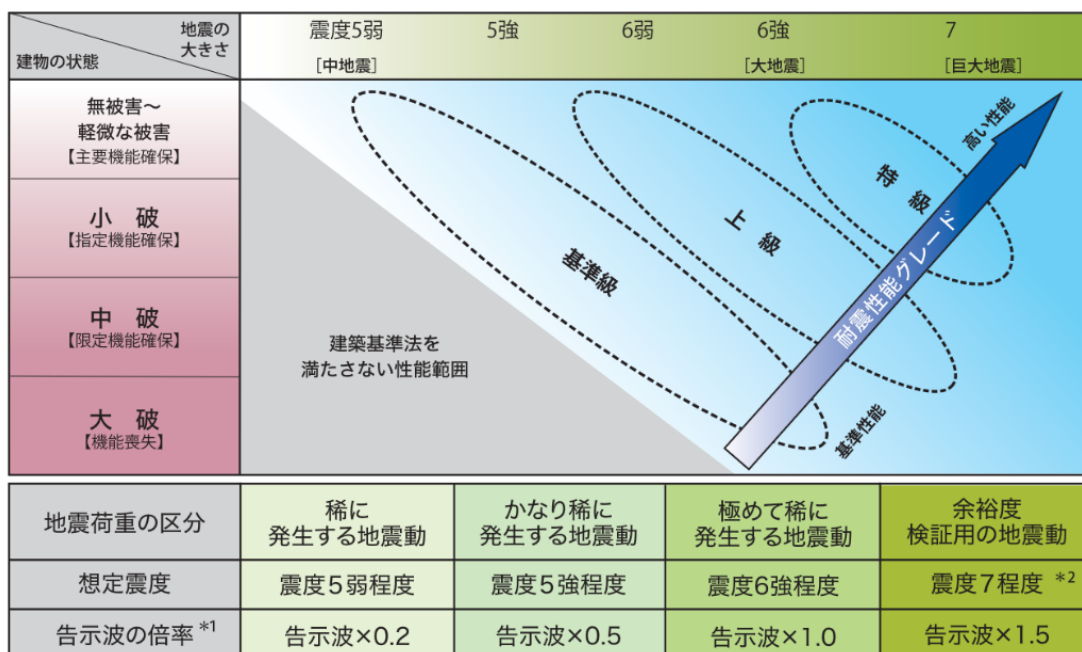 地震の
大きさ
建物の状態
震度5弱
5強
6弱
6強
7
[中地震]
[大地震]
[巨大地震]
無被害～
軽微な被害
【主要機能確保】
小 破
【指定機能確保】
中 破
【限定機能確保】
大 破
【機能喪失】
基準級
上 級
特 級
高い性能
耐震性能グレード
基準性能
建築基準法を
満たさない性能範囲
地震荷重の区分
稀に
発生する地震動
かなり稀に
発生する地震動
極めて稀に
発生する地震動
余裕度
検証用の地震動
想定震度
震度5弱程度
震度5強程度
震度6強程度
震度7程度 *2
告示波の倍率 *1
告示波×0.2
告示波×0.5
告示波×1.0
告示波×1.5